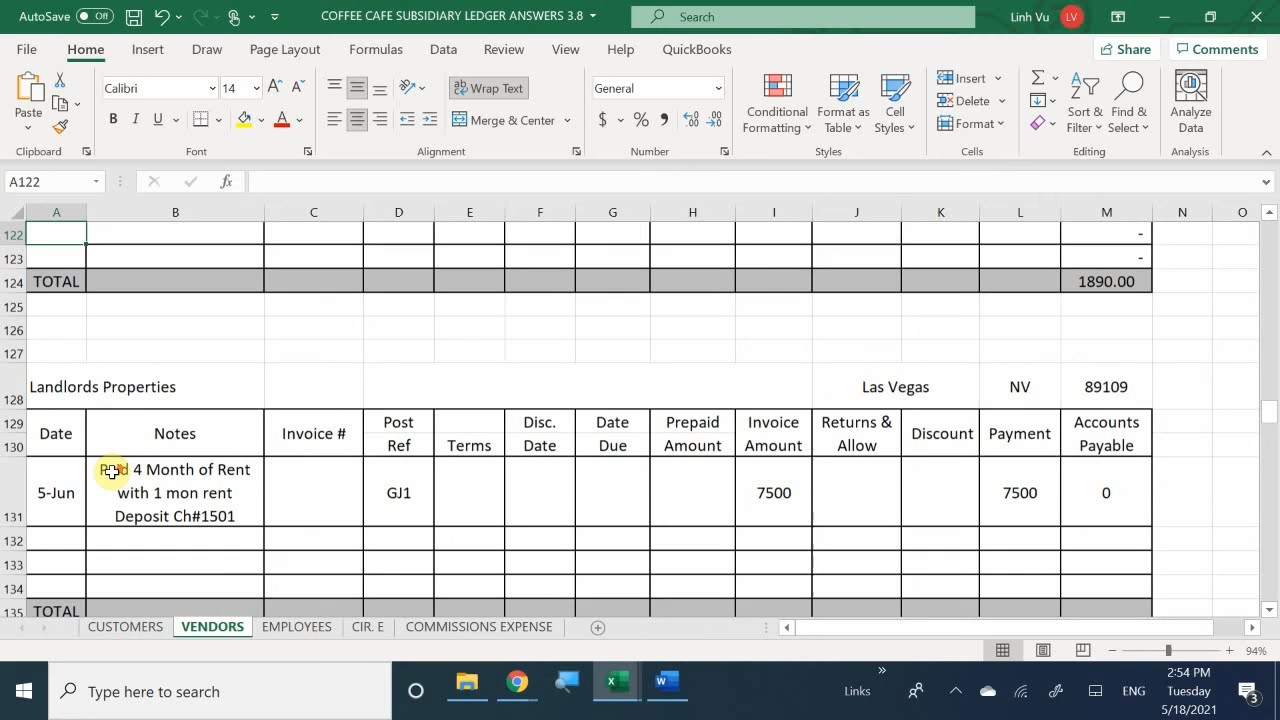 AutoSave Off COFFEE CAFE SUBSIDIARY LEDGER ANSWERS 3.8 Search Linh Vu LV
File Home Insert Draw Page Layout Formulas Data Review View Help QuickBooks Share Comments
Calibri 14 Wrap Text General Insert
Paste Conditional Format as Cell Delete Sort & Find & Analyze
B I U A Merge & Center $ % Formatting Table Styles Format Filter Select Data
Clipboard Font Alignment Number Styles Cells Editing Analysis
A122 fx
A B C D E F G H I J K L M N O
122 -
123 -
124 TOTAL 1890.00
125
126
127
128 Landlords Properties Las Vegas NV 89109
129 Post Disc. Date Prepaid Invoice Returns & Accounts
Date Notes Invoice # Discount Payment
130 Ref Terms Date Due Amount Amount Allow Payable
4 Month of Rent
5-Jun with 1 mon rent GJ1 7500 7500 0
131 Deposit Ch#1501
132
133
134
135 TOTAL
CUSTOMERS VENDORS EMPLOYEES CIR. E COMMISSIONS EXPENSE
94%
Type here to search Links ENG 2:54 PM
Tuesday
5/18/2021
3